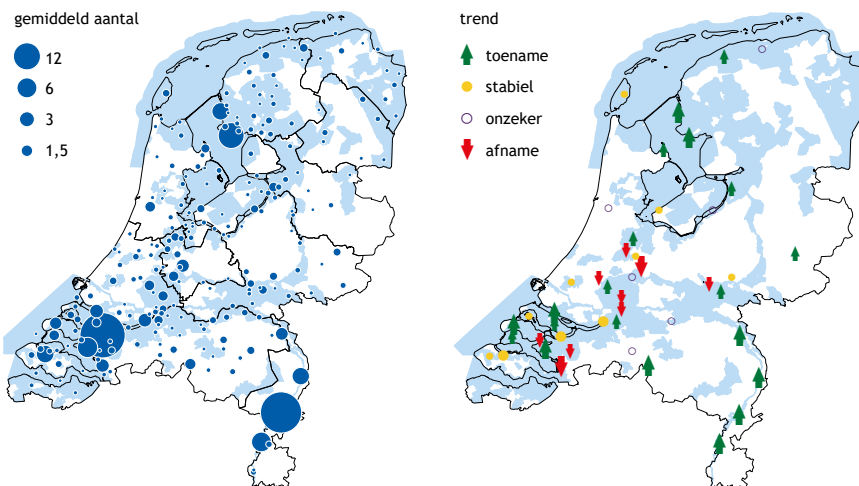 gemiddeld aantal
12
6
3
1,5
trend
toename
stabiel
onzeker
afname